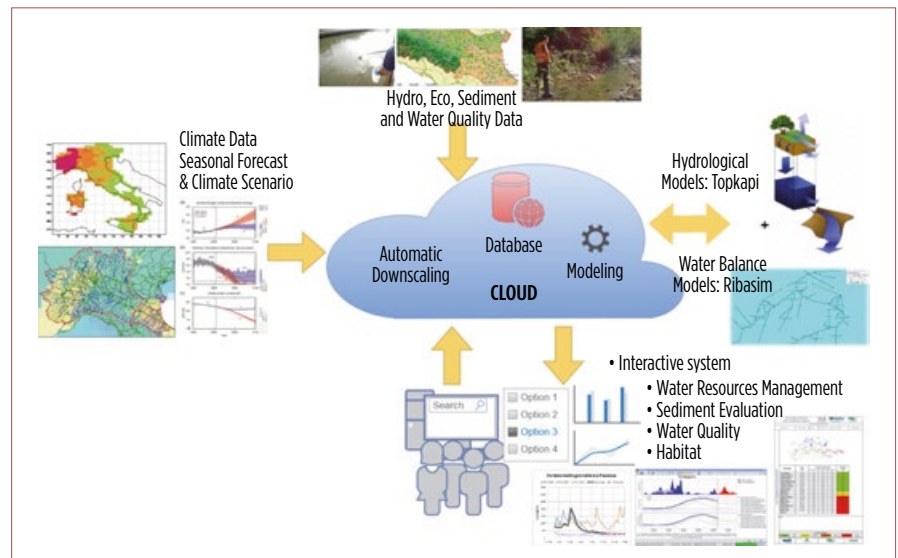 Hydro, Eco, Sediment
and Water Quality Data
Climate Data
Seasonal Forecast
& Climate Scenario
Hydrological
Models: Topkapi
+
Automatic
Downscaling
Database
Modeling
CLOUD
Water Balance
Models: Ribasim
• Interactive system
• Water Resources Management
• Sediment Evaluation
• Water Quality
• Habitat
Search
Option 1
Option 2
Option 3
Option 4